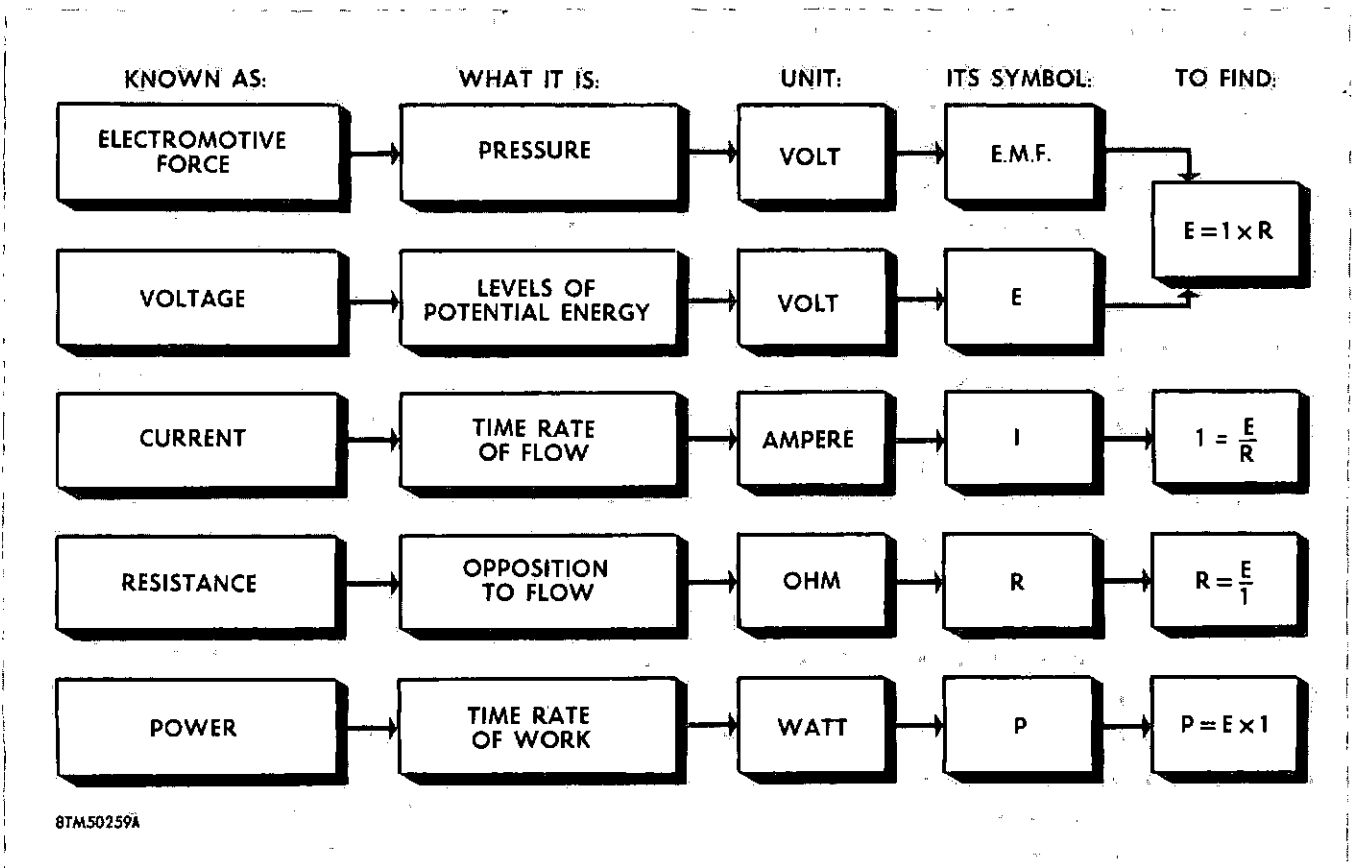 KNOWN AS: WHAT IT IS: UNIT: ITS SYMBOL: TO FIND:
ELECTROMOTIVE
FORCE
PRESSURE
VOLT
E.M.F.
E = 1 × R
VOLTAGE
LEVELS OF
POTENTIAL ENERGY
VOLT
E
CURRENT
TIME RATE
OF FLOW
AMPERE
I
1 = E/R
RESISTANCE
OPPOSITION
TO FLOW
OHM
R
R = E/1
POWER
TIME RATE
OF WORK
WATT
P
P = E × 1
8TM50259A